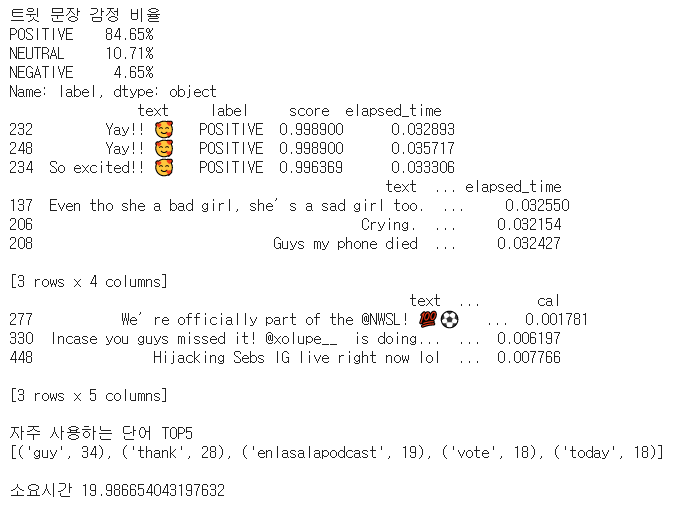 트윗 문장 감정 비율
POSITIVE    84.65%
NEUTRAL     10.71%
NEGATIVE     4.65%
Name: label, dtype: object
                text     label     score  elapsed_time
232         Yay!! 🥰  POSITIVE  0.998900      0.032893
248         Yay!! 🥰  POSITIVE  0.998900      0.035717
234  So excited!! 🥰  POSITIVE  0.996369      0.033306
                                             text  ... elapsed_time
137  Even tho she a bad girl, she’s a sad girl too.  ...     0.032550
206                                        Crying.  ...     0.032154
208                             Guys my phone died  ...     0.032427
[3 rows x 4 columns]
                                                text  ...       cal
277           We’re officially part of the @NWSL! 💯⚽  ...  0.001781
330  Incase you guys missed it! @xolupe__  is doing...  ...  0.006197
448               Hijacking Sebs IG live right now lol  ...  0.007766
[3 rows x 5 columns]
자주 사용하는 단어 TOP5
[('guy', 34), ('thank', 28), ('enlasalapodcast', 19), ('vote', 18), ('today', 18)]
소요시간 19.986654043197632